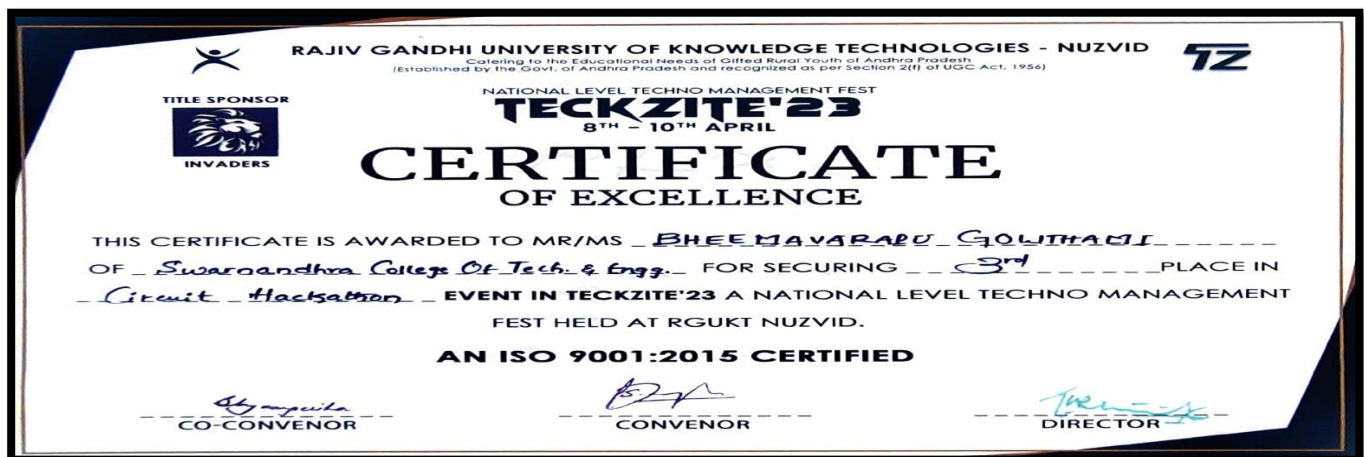 RAJIV GANDHI UNIVERSITY OF KNOWLEDGE TECHNOLOGIES - NUZVID
Catering to the Educational Needs of Gifted Rural Youth of Andhra Pradesh
(Established by the Govt. of Andhra Pradesh and recognized as per Section 2(f) of UGC Act, 1956)
TZ
TITLE SPONSOR
INVADERS
NATIONAL LEVEL TECHNO MANAGEMENT FEST
TECKZITE'23
8TH - 10TH APRIL
CERTIFICATE
OF EXCELLENCE
THIS CERTIFICATE IS AWARDED TO MR/MS BHEEMAVARAPU GOWTHAMI
OF Swarnandhra College Of Tech. & Engg. FOR SECURING 3rd PLACE IN
Circuit Hackathon EVENT IN TECKZITE'23 A NATIONAL LEVEL TECHNO MANAGEMENT
FEST HELD AT RGUKT NUZVID.
AN ISO 9001:2015 CERTIFIED
CO-CONVENOR
CONVENOR
DIRECTOR